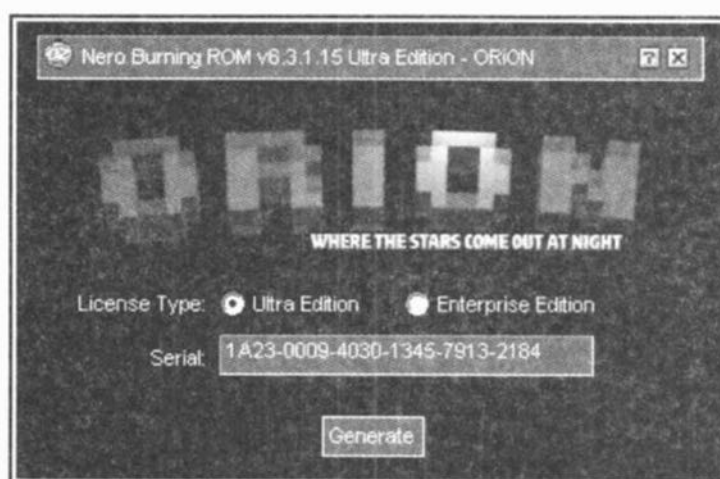 Nero Burning ROM v6.3.1.15 Ultra Edition - ORiON
ORION
WHERE THE STARS COME OUT AT NIGHT
License Type: Ultra Edition Enterprise Edition
Serial: 1A23-0009-4030-1345-7913-2184
Generate